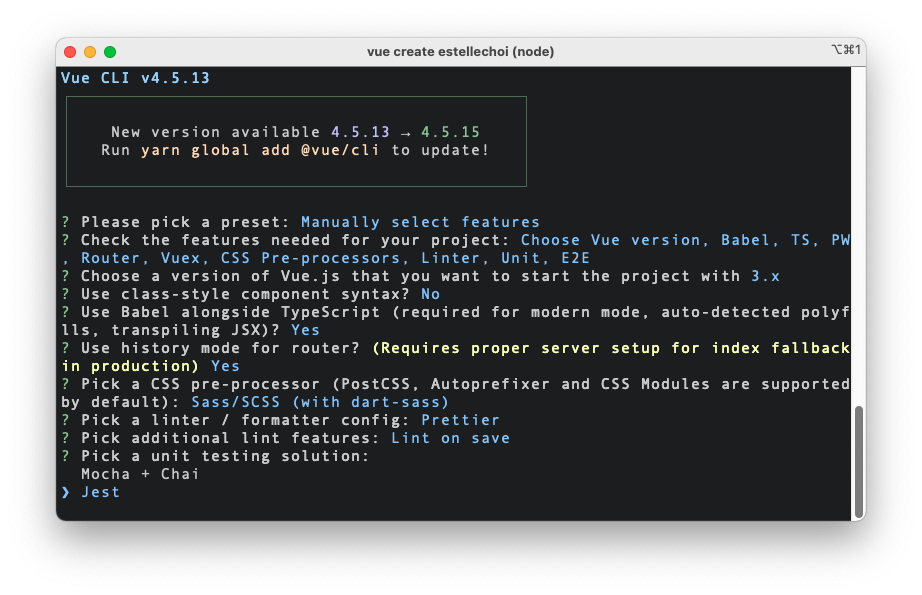 vue create estellechoi (node)
⌥⌘1
Vue CLI v4.5.13
New version available 4.5.13 → 4.5.15
Run yarn global add @vue/cli to update!
? Please pick a preset: Manually select features
? Check the features needed for your project: Choose Vue version, Babel, TS, PW
, Router, Vuex, CSS Pre-processors, Linter, Unit, E2E
? Choose a version of Vue.js that you want to start the project with 3.x
? Use class-style component syntax? No
? Use Babel alongside TypeScript (required for modern mode, auto-detected polyf
lls, transpiling JSX)? Yes
? Use history mode for router? (Requires proper server setup for index fallback
in production) Yes
? Pick a CSS pre-processor (PostCSS, Autoprefixer and CSS Modules are supported
by default): Sass/SCSS (with dart-sass)
? Pick a linter / formatter config: Prettier
? Pick additional lint features: Lint on save
? Pick a unit testing solution:
Mocha + Chai
❯ Jest